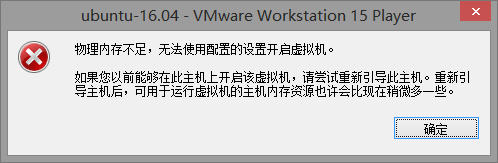 ubuntu-16.04 - VMware Workstation 15 Player
物理内存不足，无法使用配置的设置开启虚拟机。
如果您以前能够在此主机上开启该虚拟机，请尝试重新引导此主机。重新引
导主机后，可用于运行虚拟机的主机内存资源也许会比现在稍微多一些。
确定